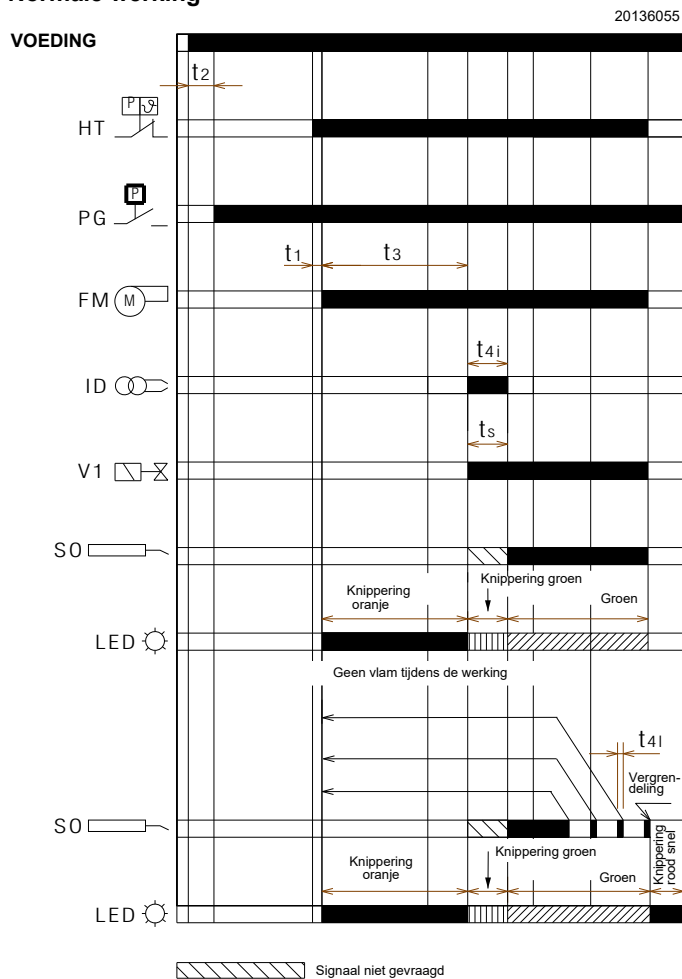 20136055
VOEDING
t2
P ϑ
HT
P
PG
t1
t3
FM
M
t4i
ID
ts
V1
SO
Knippering oranje
Knippering groen
Groen
LED
Geen vlam tijdens de werking
t4l
Vergren-
deling
SO
Knippering
oranje
Knippering groen
Groen
Knippering
rood snel
LED
Signaal niet gevraagd